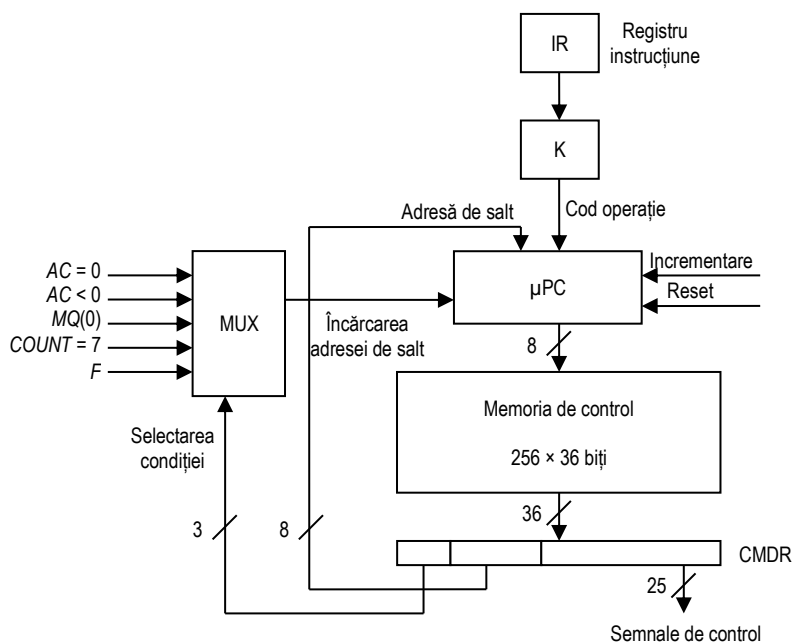 IR
Registru
instrucțiune
K
Adresă de salt
Cod operație
AC = 0
AC < 0
MQ(0)
COUNT = 7
F
MUX
Încărcarea
adresei de salt
µPC
Incrementare
Reset
8
Memoria de control
256 × 36 biți
Selectarea
condiției
3
8
36
CMDR
25
Semnale de control